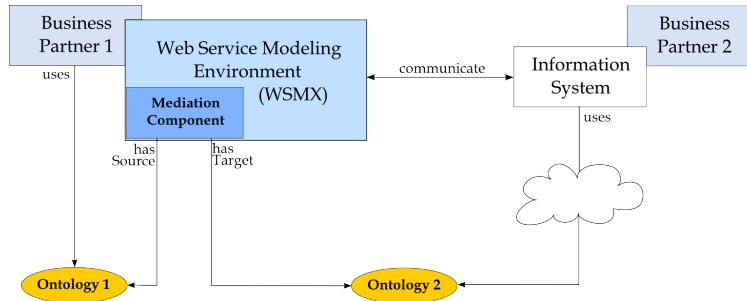 Business
Partner 1
Web Service Modeling
Environment
(WSMX)
Mediation
Component
communicate
Information
System
Business
Partner 2
uses
has
Source
has
Target
uses
Ontology 1
Ontology 2